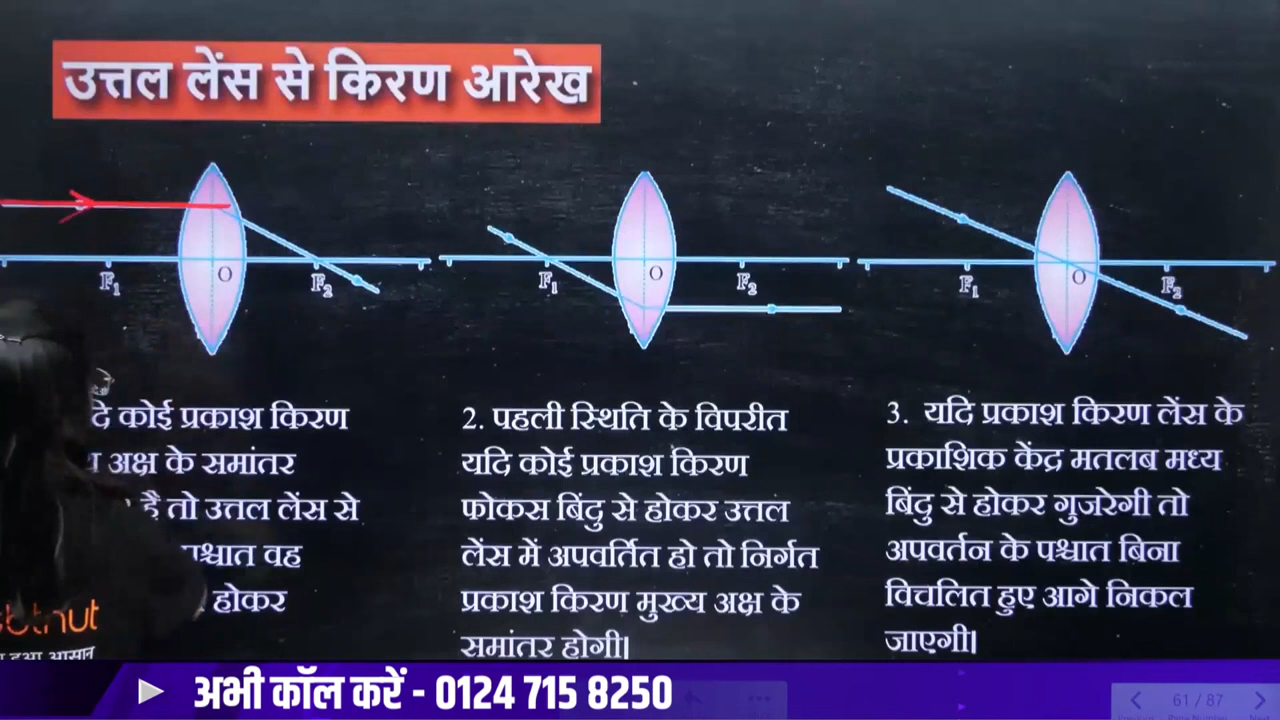 उत्तल लेंस से किरण आरेख
F₁ O F₂
F₁ O F₂
F₁ O F₂
कोई प्रकाश किरण
अक्ष के समांतर
है तो उत्तल लेंस से
वह
होकर
2. पहली स्थिति के विपरीत
यदि कोई प्रकाश किरण
फोकस बिंदु से होकर उत्तल
लेंस में अपवर्तित हो तो निर्गत
प्रकाश किरण मुख्य अक्ष के
समांतर होगी।
3. यदि प्रकाश किरण लेंस के
प्रकाशिक केंद्र मतलब मध्य
बिंदु से होकर गुजरेगी तो
अपवर्तन के पश्चात बिना
विचलित हुए आगे निकल
जाएगी।
अभी कॉल करें - 0124 715 8250
61 / 87